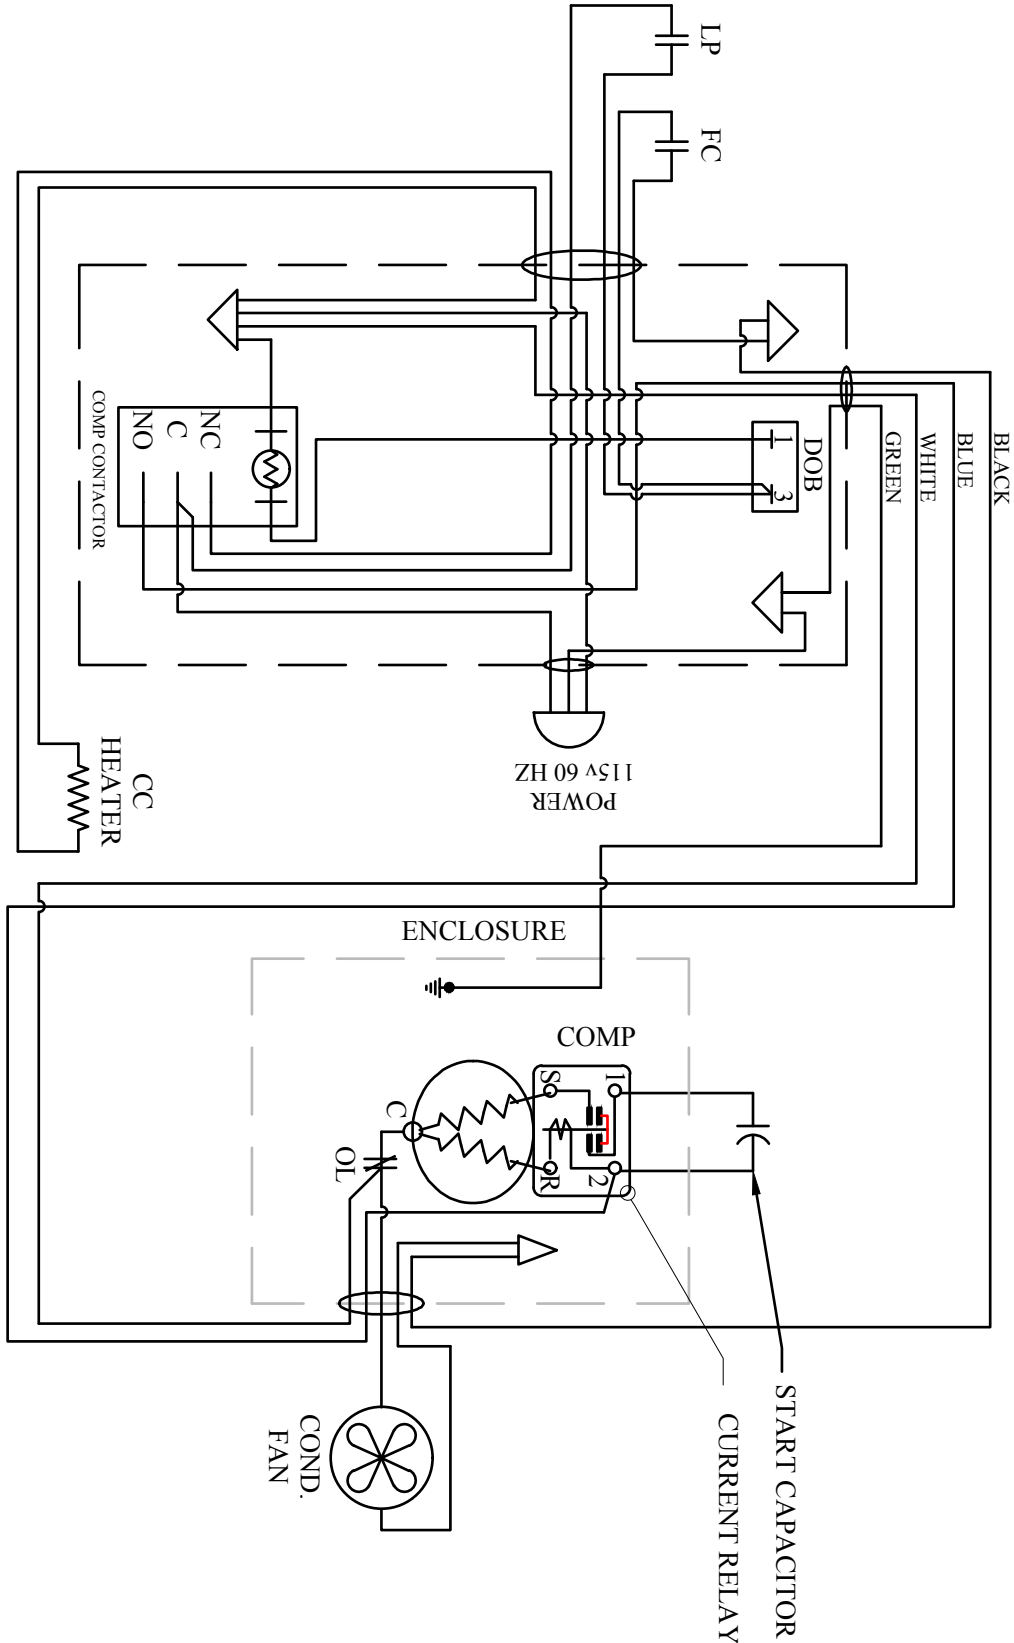 LP
FC
BLACK
BLUE
WHITE
GREEN
DOB
1
3
NC
C
NO
COMP CONTACTOR
POWER
115v 60 HZ
CC
HEATER
ENCLOSURE
COMP
S
1
R
2
C
OL
START CAPACITOR
CURRENT RELAY
COND.
FAN